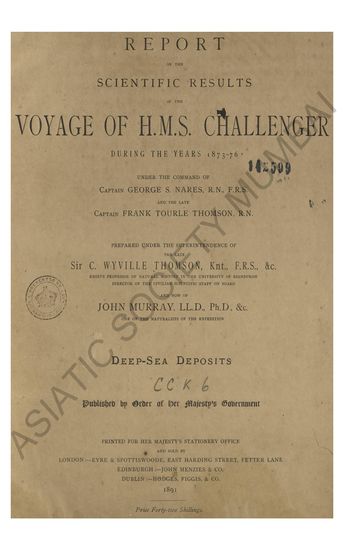 REPORT
ON THE
SCIENTIFIC RESULTS
OF THE
VOYAGE OF H.M.S. CHALLENGER
DURING THE YEARS 1873-76
145509
UNDER THE COMMAND OF
CAPTAIN GEORGE S. NARES, R.N., F.R.S.
AND THE LATE
CAPTAIN FRANK TOURLE THOMSON, R.N.
PREPARED UNDER THE SUPERINTENDENCE OF
THE LATE
Sir C. WYVILLE THOMSON, Knt., F.R.S., &c.
REGIUS PROFESSOR OF NATURAL HISTORY IN THE UNIVERSITY OF EDINBURGH
DIRECTOR OF THE CIVILIAN SCIENTIFIC STAFF ON BOARD
AND NOW OF
JOHN MURRAY, LL.D., Ph.D., &c.
ONE OF THE NATURALISTS OF THE EXPEDITION
DEEP-SEA DEPOSITS
CCK6
Published by Order of Her Majesty's Government
PRINTED FOR HER MAJESTY'S STATIONERY OFFICE
AND SOLD BY
LONDON:—EYRE & SPOTTISWOODE, EAST HARDING STREET, FETTER LANE
EDINBURGH:—JOHN MENZIES & CO.
DUBLIN:—HODGES, FIGGIS, & CO.
1891
Price Forty-two Shillings.
ASIATIC SOCIETY MUMBAI